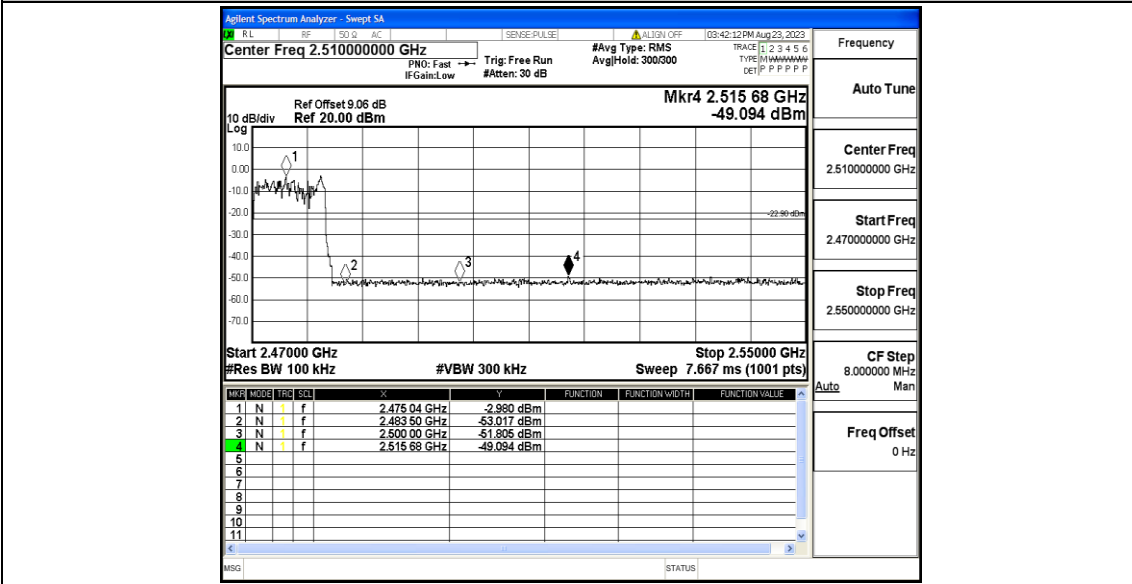 Agilent Spectrum Analyzer - Swept SA
RL RF 50 Ω AC SENSE:PULSE ALIGN OFF 03:42:12 PM Aug 23, 2023
Center Freq 2.510000000 GHz #Avg Type: RMS TRACE 1 2 3 4 5 6
PNO: Fast Trig: Free Run Avg|Hold: 300/300 TYPE
IFGain:Low #Atten: 30 dB DET P P P P P P
Ref Offset 9.06 dB Mkr4 2.515 68 GHz
10 dB/div Ref 20.00 dBm -49.094 dBm
Log
10.0
0.00
-10.0
-20.0
-30.0
-40.0
-50.0
-60.0
-70.0
1
2
3
4
-22.90 dBm
Start 2.47000 GHz Stop 2.55000 GHz
#Res BW 100 kHz #VBW 300 kHz Sweep 7.667 ms (1001 pts)
MKR MODE TRC SCL X Y FUNCTION FUNCTION WIDTH FUNCTION VALUE
1 N 1 f 2.475 04 GHz -2.980 dBm
2 N 1 f 2.483 50 GHz -53.017 dBm
3 N 1 f 2.500 00 GHz -51.805 dBm
4 N 1 f 2.515 68 GHz -49.094 dBm
5
6
7
8
9
10
11
MSG STATUS
Frequency
Auto Tune
Center Freq
2.510000000 GHz
Start Freq
2.470000000 GHz
Stop Freq
2.550000000 GHz
CF Step
8.000000 MHz
Auto Man
Freq Offset
0 Hz